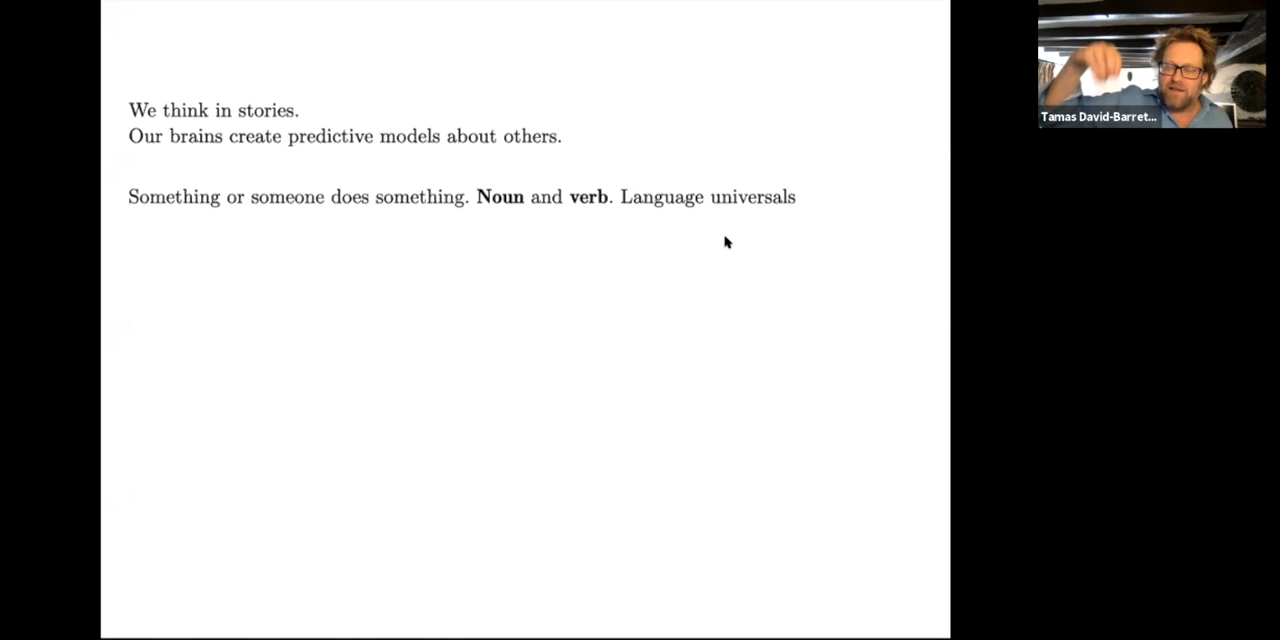 We think in stories.
Our brains create predictive models about others.
Something or someone does something. Noun and verb. Language universals
Tamas David-Barret...